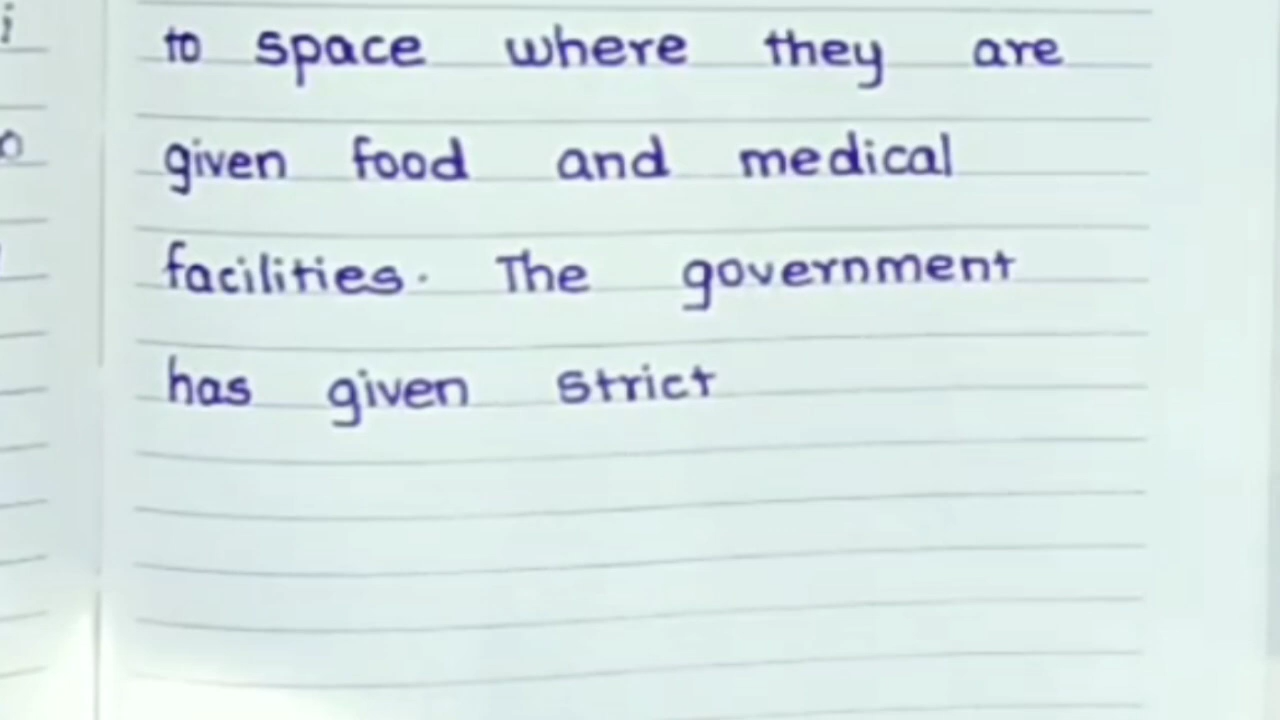 to space where they are
given food and medical
facilities. The government
has given strict